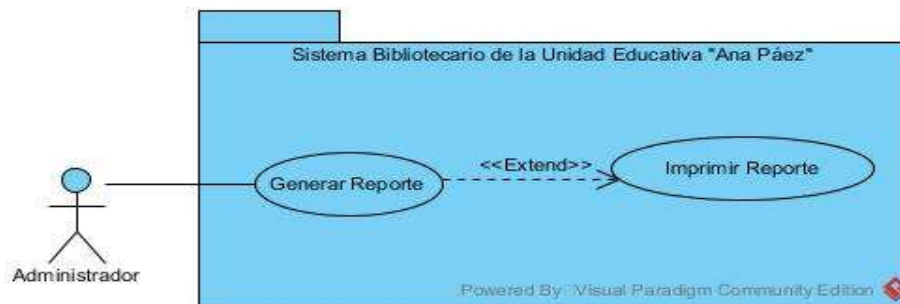 Sistema Bibliotecario de la Unidad Educativa "Ana Páez"
<<Extend>>
Generar Reporte
Imprimir Reporte
Administrador
Powered By Visual Paradigm Community Edition